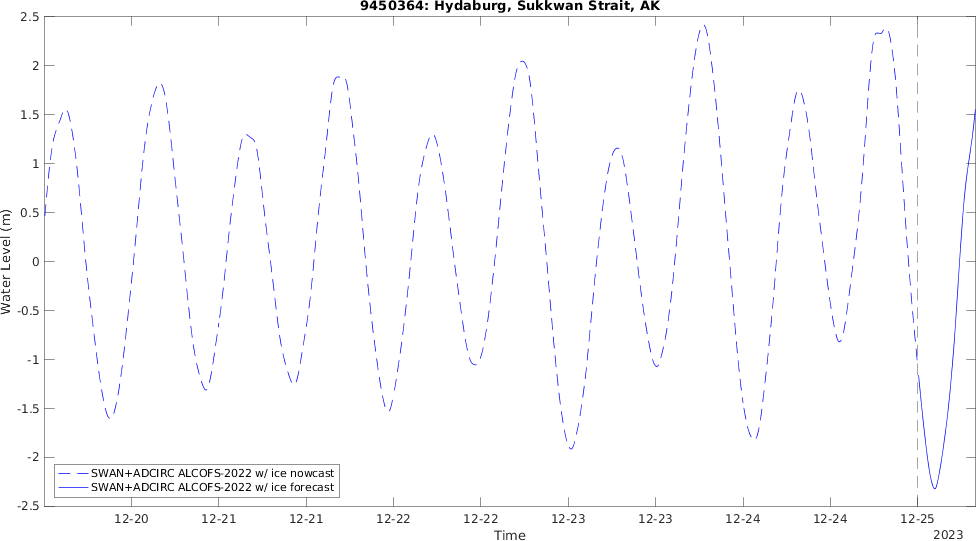 9450364: Hydaburg, Sukkwan Strait, AK
2.5
2
1.5
1
0.5
0
-0.5
-1
-1.5
-2
-2.5
Water Level (m)
SWAN+ADCIRC ALCOFS-2022 w/ ice nowcast
SWAN+ADCIRC ALCOFS-2022 w/ ice forecast
12-20 12-21 12-21 12-22 12-22 12-23 12-23 12-24 12-24 12-25
Time
2023